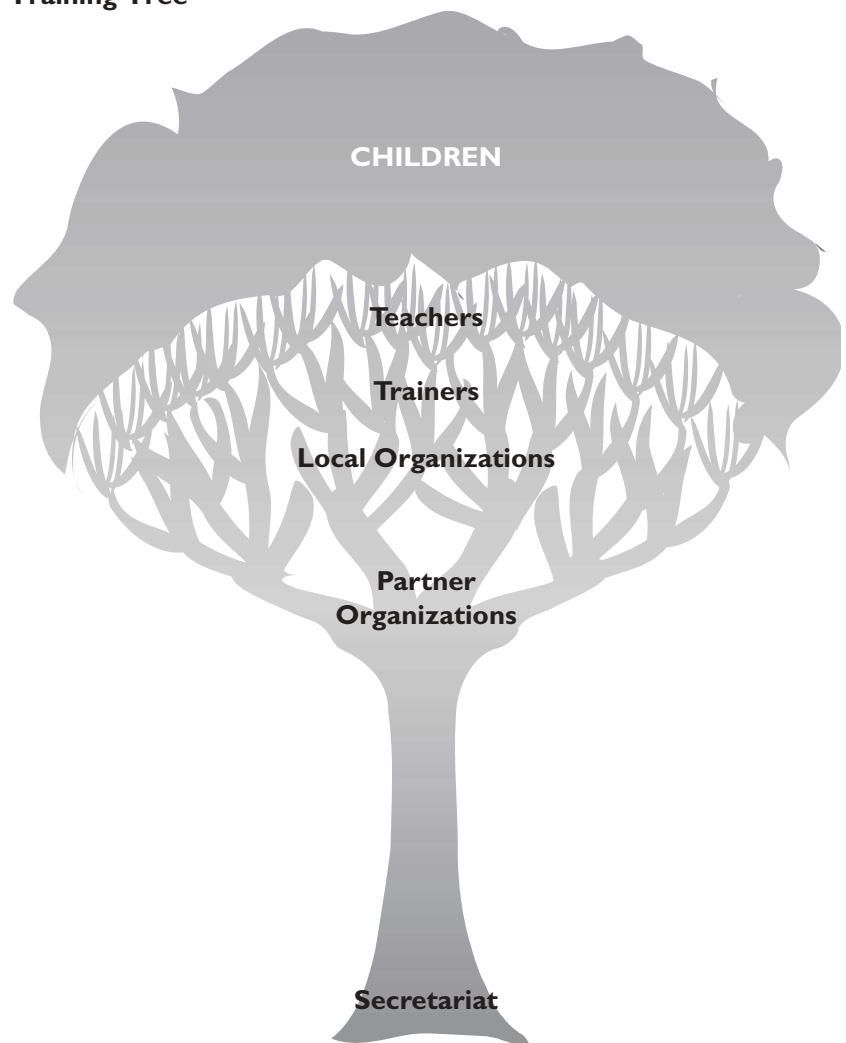 Training Tree
CHILDREN
Teachers
Trainers
Local Organizations
Partner
Organizations
Secretariat